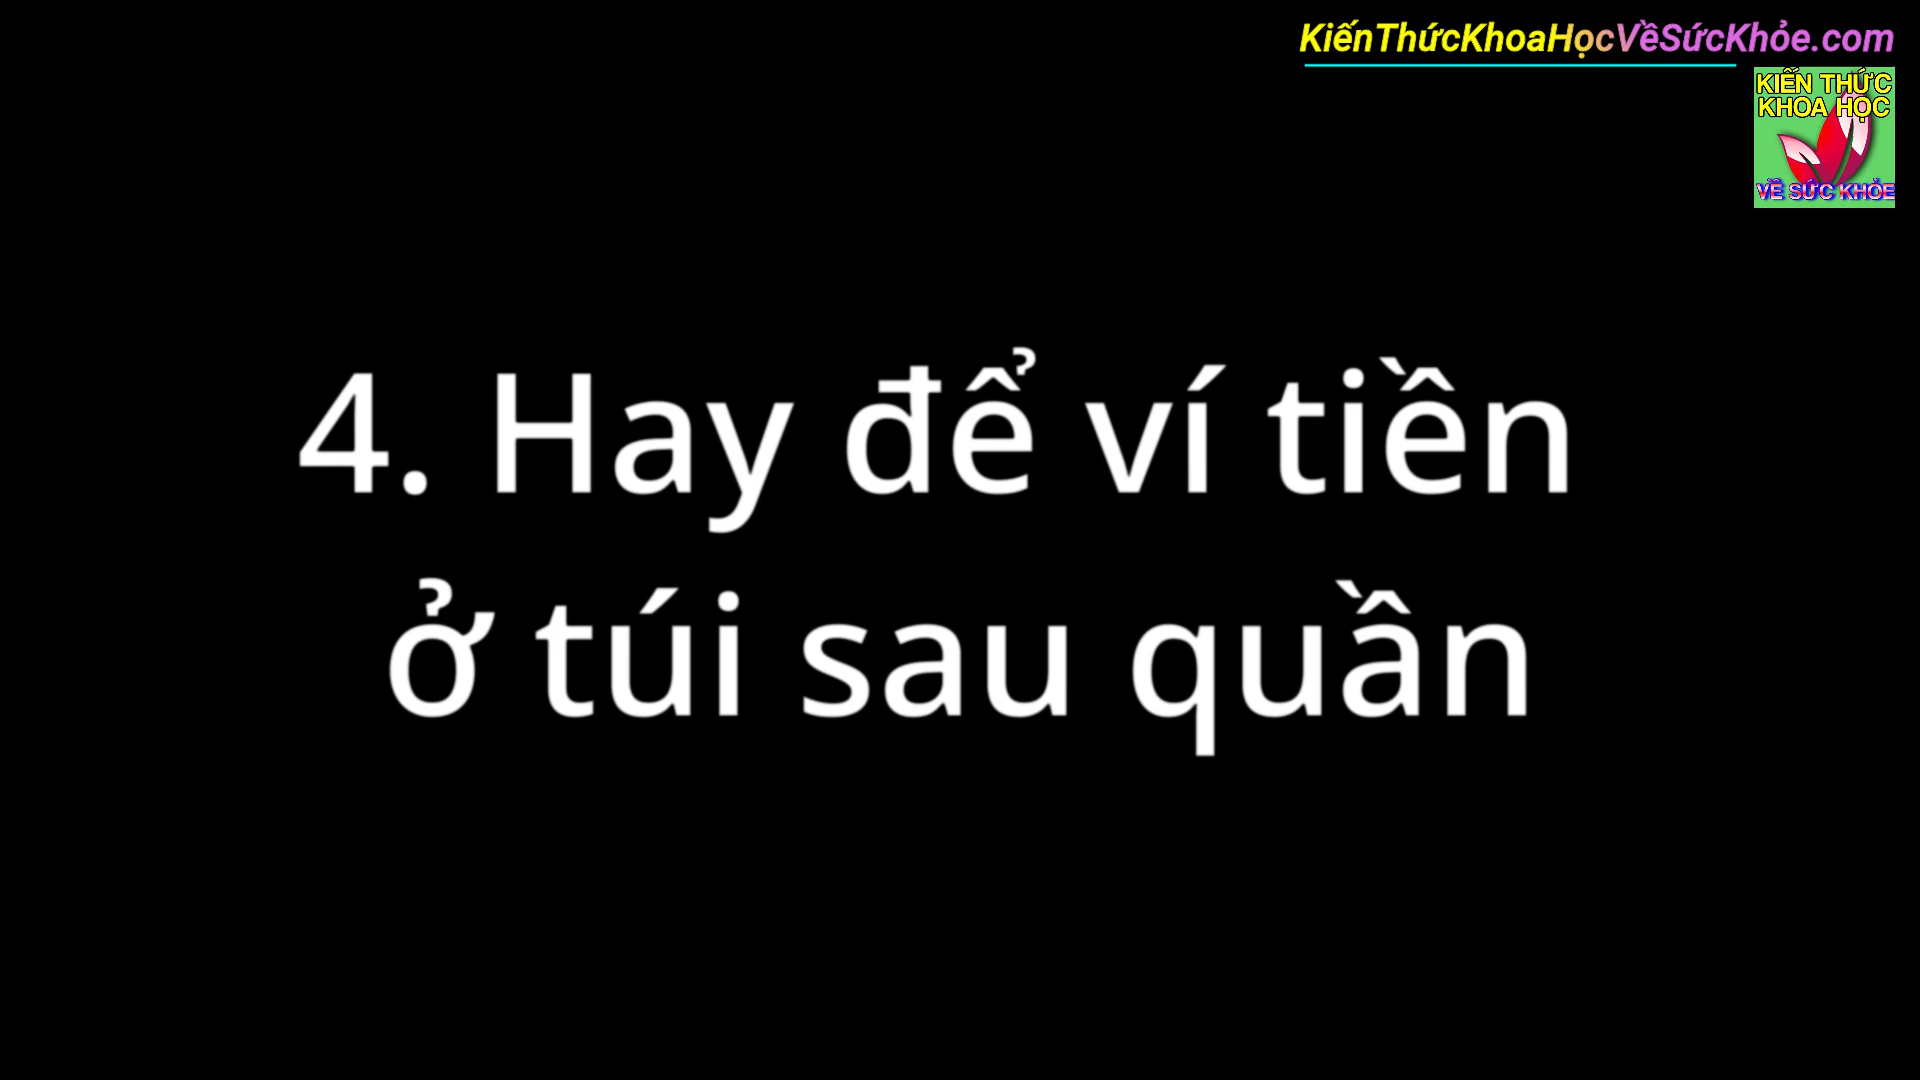 KiếnThứcKhoaHọcVềSứcKhỏe.com
KIẾN THỨC
KHOA HỌC
VỀ SỨC KHỎE
4. Hay để ví tiền
ở túi sau quần